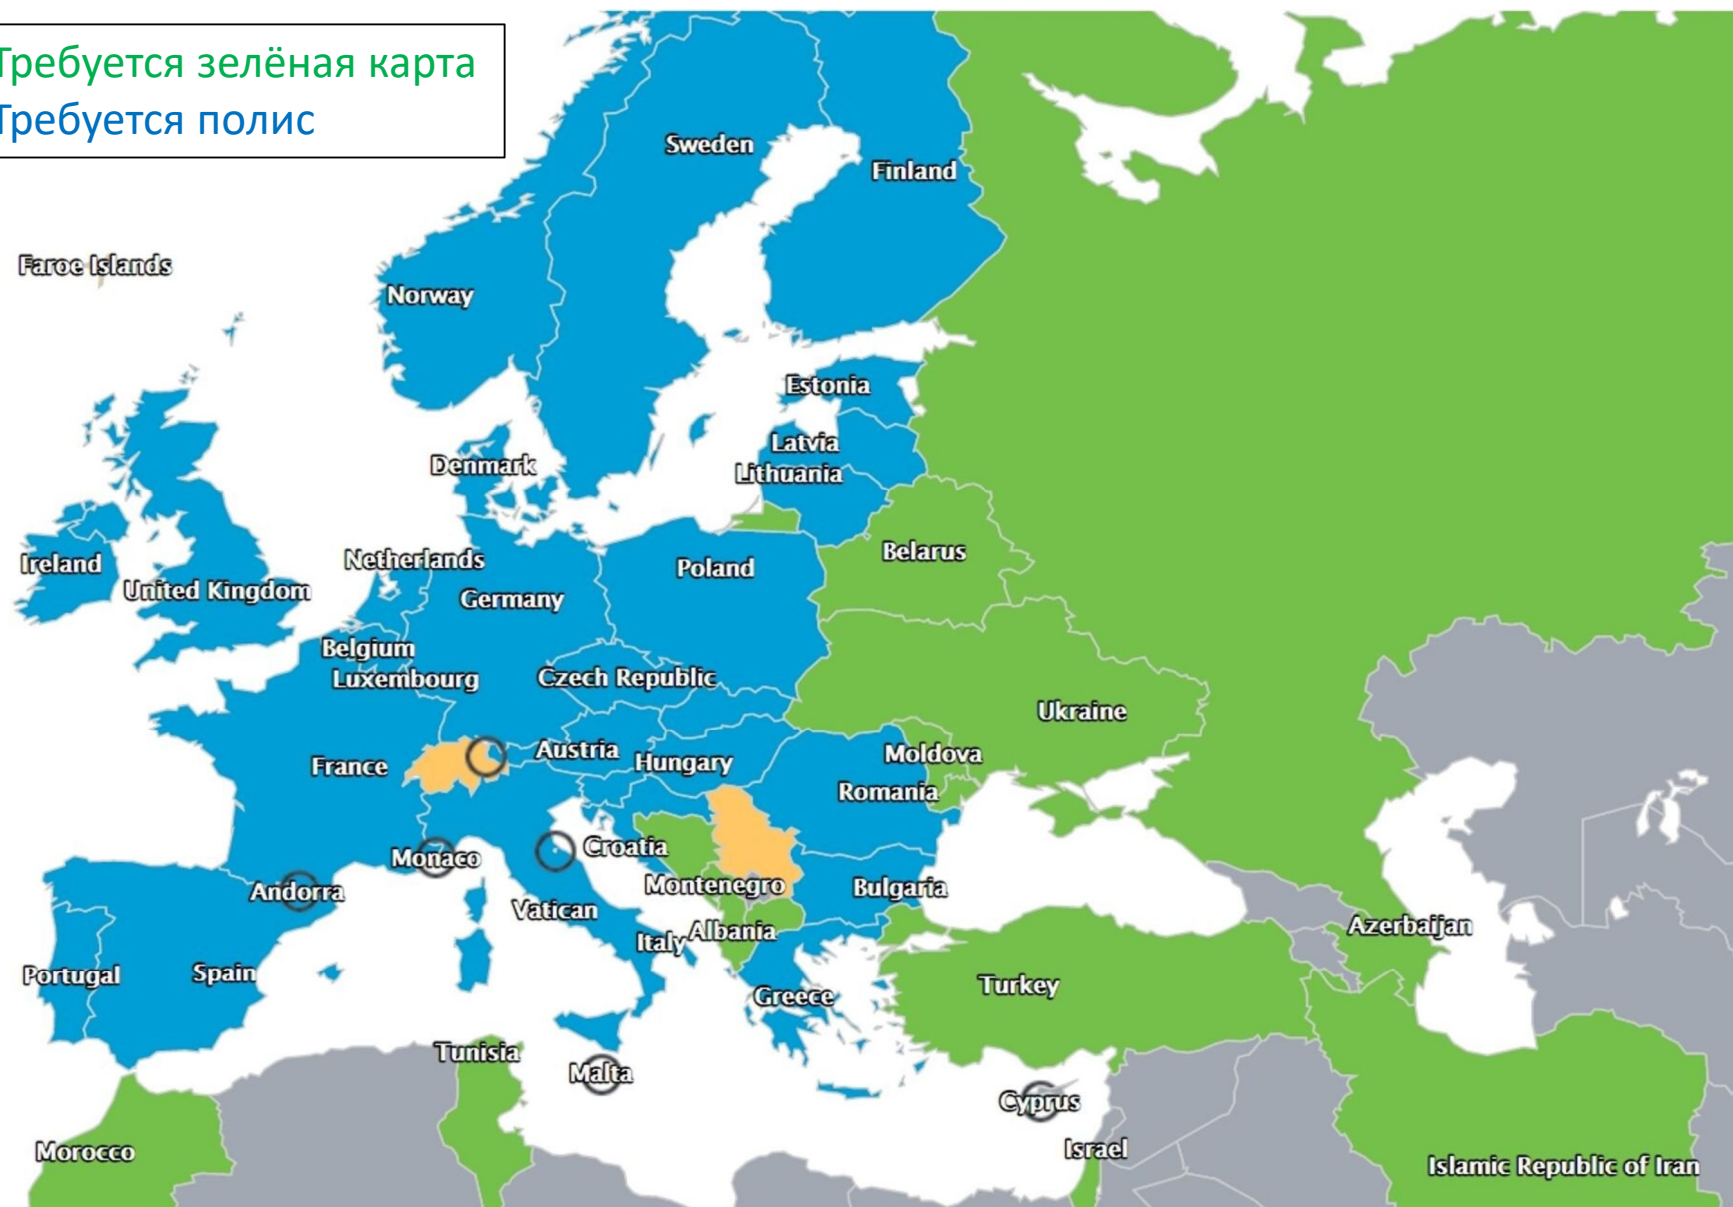 Требуется зелёная карта
Требуется полис
Sweden
Finland
Faroe Islands
Norway
Estonia
Latvia
Denmark
Lithuania
Belarus
Netherlands
Ireland
Poland
United Kingdom
Germany
Belgium
Luxembourg
Czech Republic
Ukraine
Austria
Moldova
France
Hungary
Romania
Croatia
Monaco
Montenegro
Bulgaria
Andorra
Vatican
Azerbaijan
Albania
Italy
Portugal
Spain
Turkey
Greece
Tunisia
Malta
Cyprus
Morocco
Israel
Islamic Republic of Iran